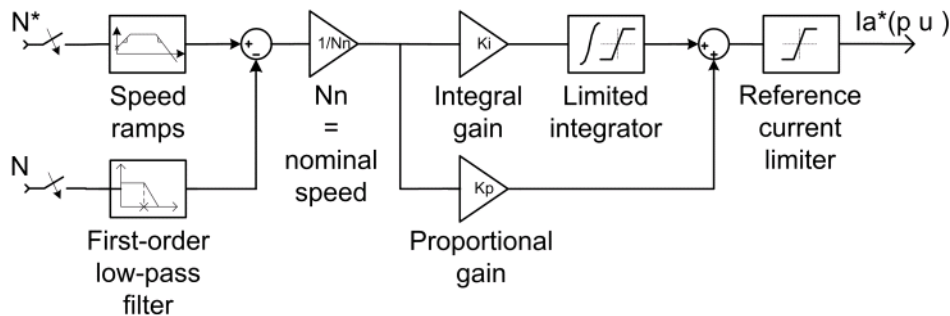 N*
Ia*(p u )
1/Nn
Ki
Speed
ramps
Nn
=
nominal
speed
Integral
gain
Limited
integrator
Reference
current
limiter
N
Kp
First-order
low-pass
filter
Proportional
gain